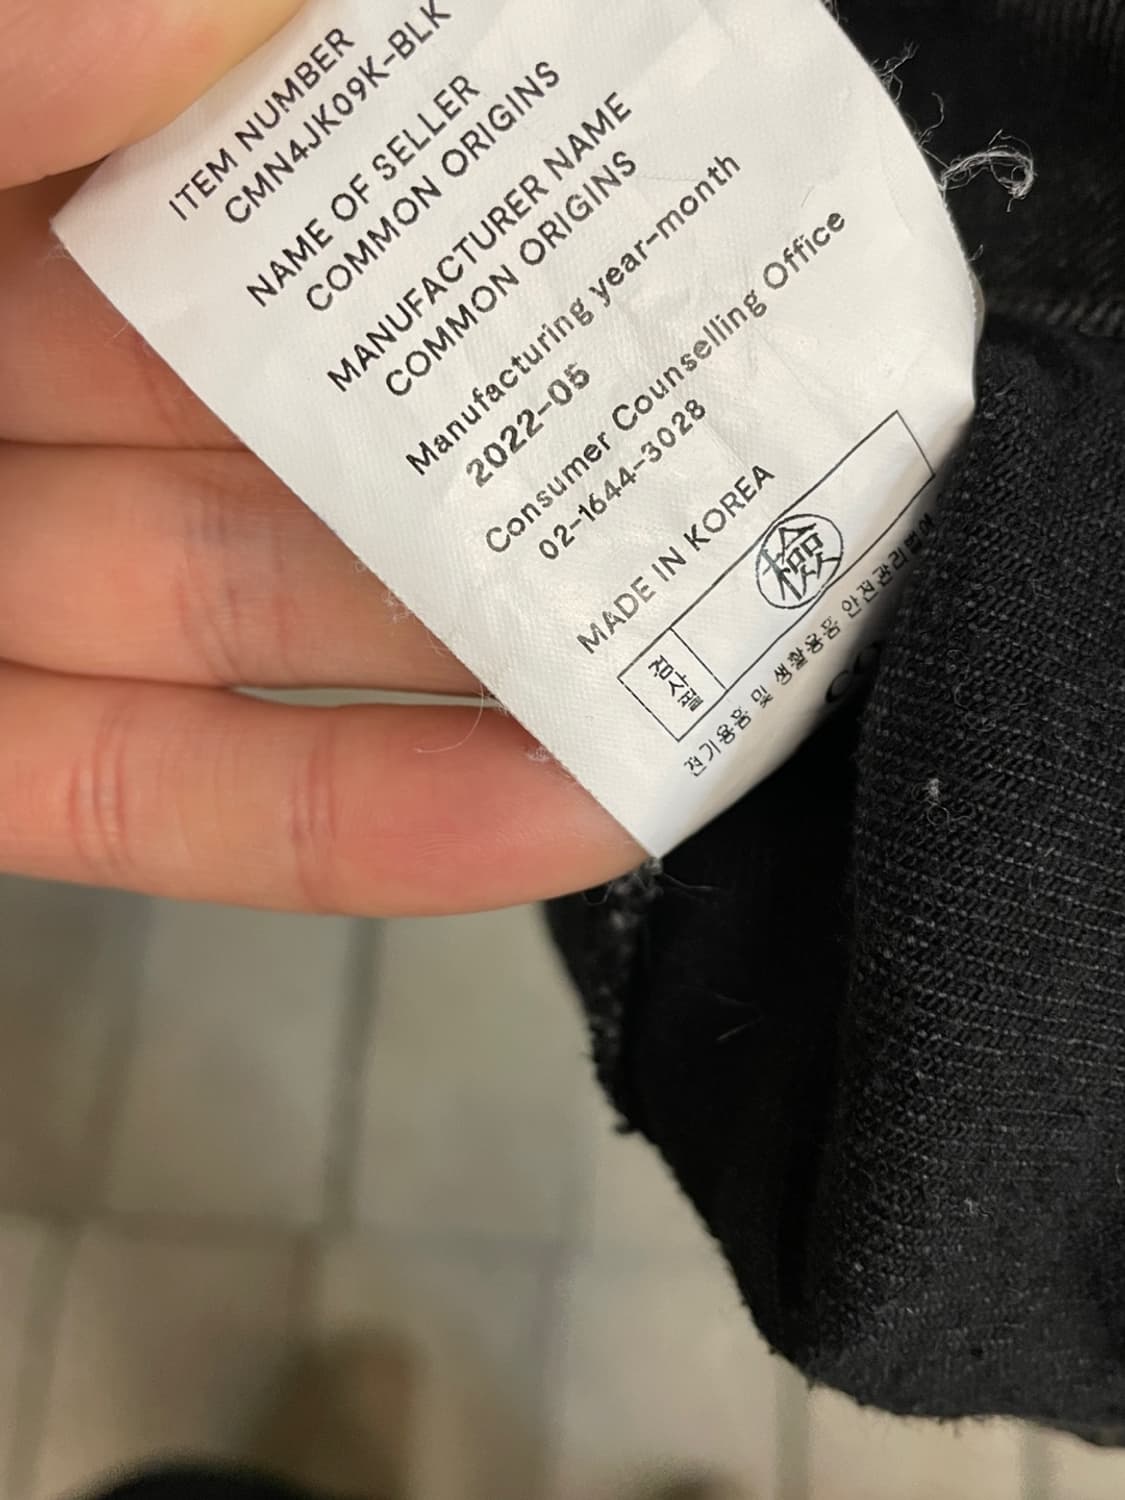 ITEM NUMBER
CMN4JK09K-BLK
NAME OF SELLER
COMMON ORIGINS
MANUFACTURER NAME
COMMON ORIGINS
Manufacturing year-month
2022-05
Consumer Counselling Office
02-1644-3028
MADE IN KOREA
검사필 檢
전기용품 및 생활용품 안전관리법에